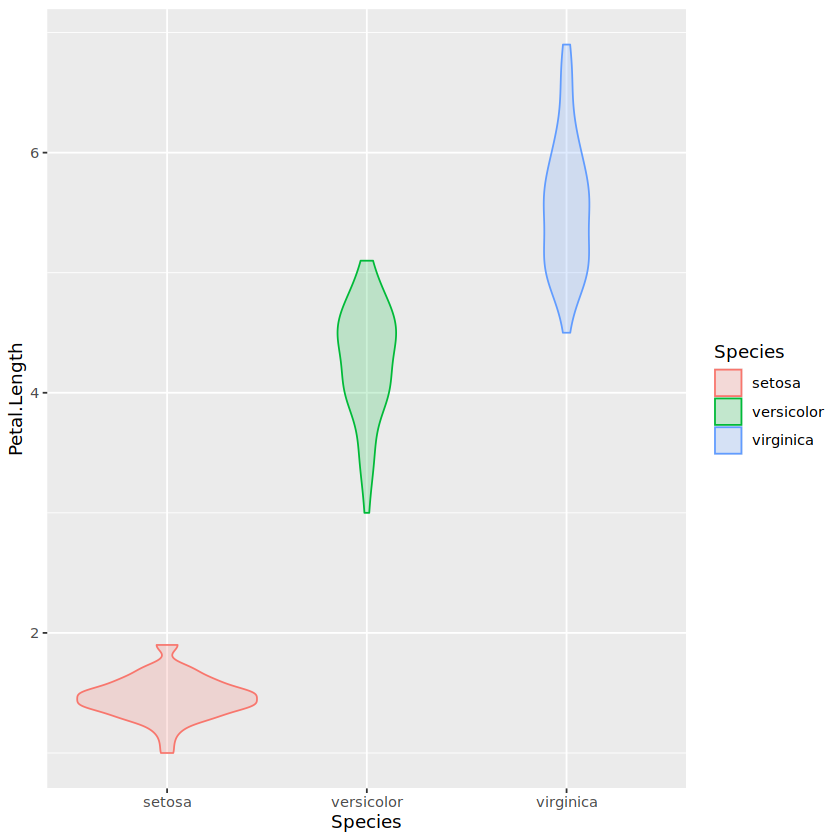 6
4
2
Petal.Length
setosa
versicolor
virginica
Species
Species
setosa
versicolor
virginica